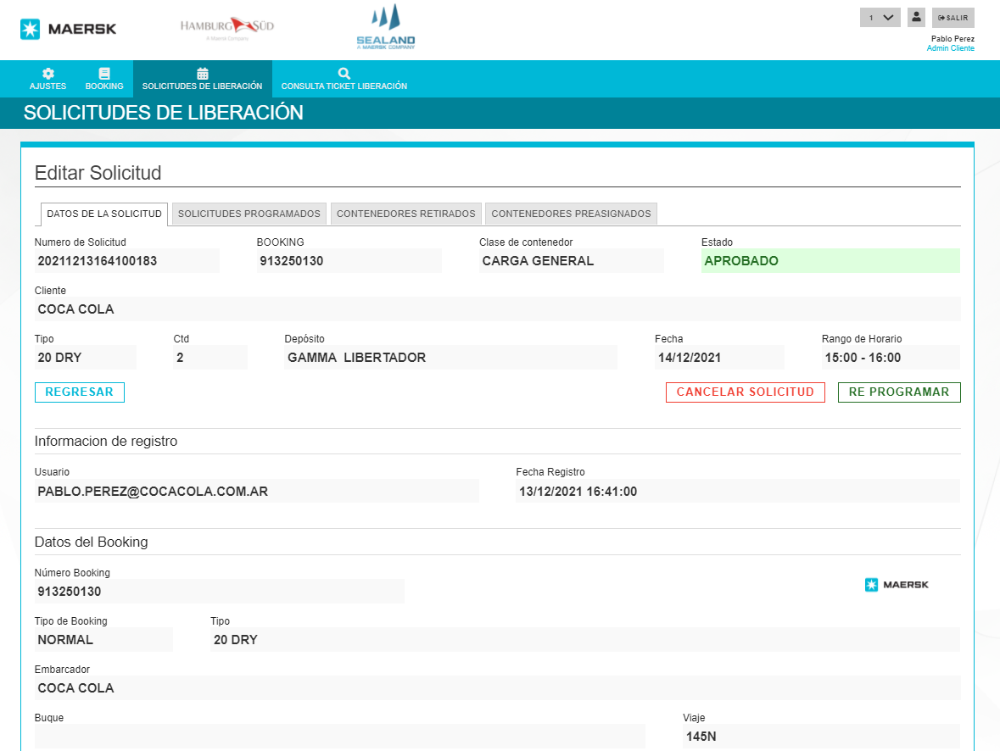 MAERSK
HAMBURG SÜD
A Maersk Company
SEALAND
A MAERSK COMPANY
1
SALIR
Pablo Perez
Admin Cliente
AJUSTES
BOOKING
SOLICITUDES DE LIBERACIÓN
CONSULTA TICKET LIBERACIÓN
SOLICITUDES DE LIBERACIÓN
Editar Solicitud
DATOS DE LA SOLICITUD
SOLICITUDES PROGRAMADOS
CONTENEDORES RETIRADOS
CONTENEDORES PREASIGNADOS
Numero de Solicitud
20211213164100183
BOOKING
913250130
Clase de contenedor
CARGA GENERAL
Estado
APROBADO
Cliente
COCA COLA
Tipo
20 DRY
Ctd
2
Depósito
GAMMA  LIBERTADOR
Fecha
14/12/2021
Rango de Horario
15:00 - 16:00
REGRESAR
CANCELAR SOLICITUD
RE PROGRAMAR
Informacion de registro
Usuario
PABLO.PEREZ@COCACOLA.COM.AR
Fecha Registro
13/12/2021 16:41:00
Datos del Booking
Número Booking
913250130
MAERSK
Tipo de Booking
NORMAL
Tipo
20 DRY
Embarcador
COCA COLA
Buque
Viaje
145N